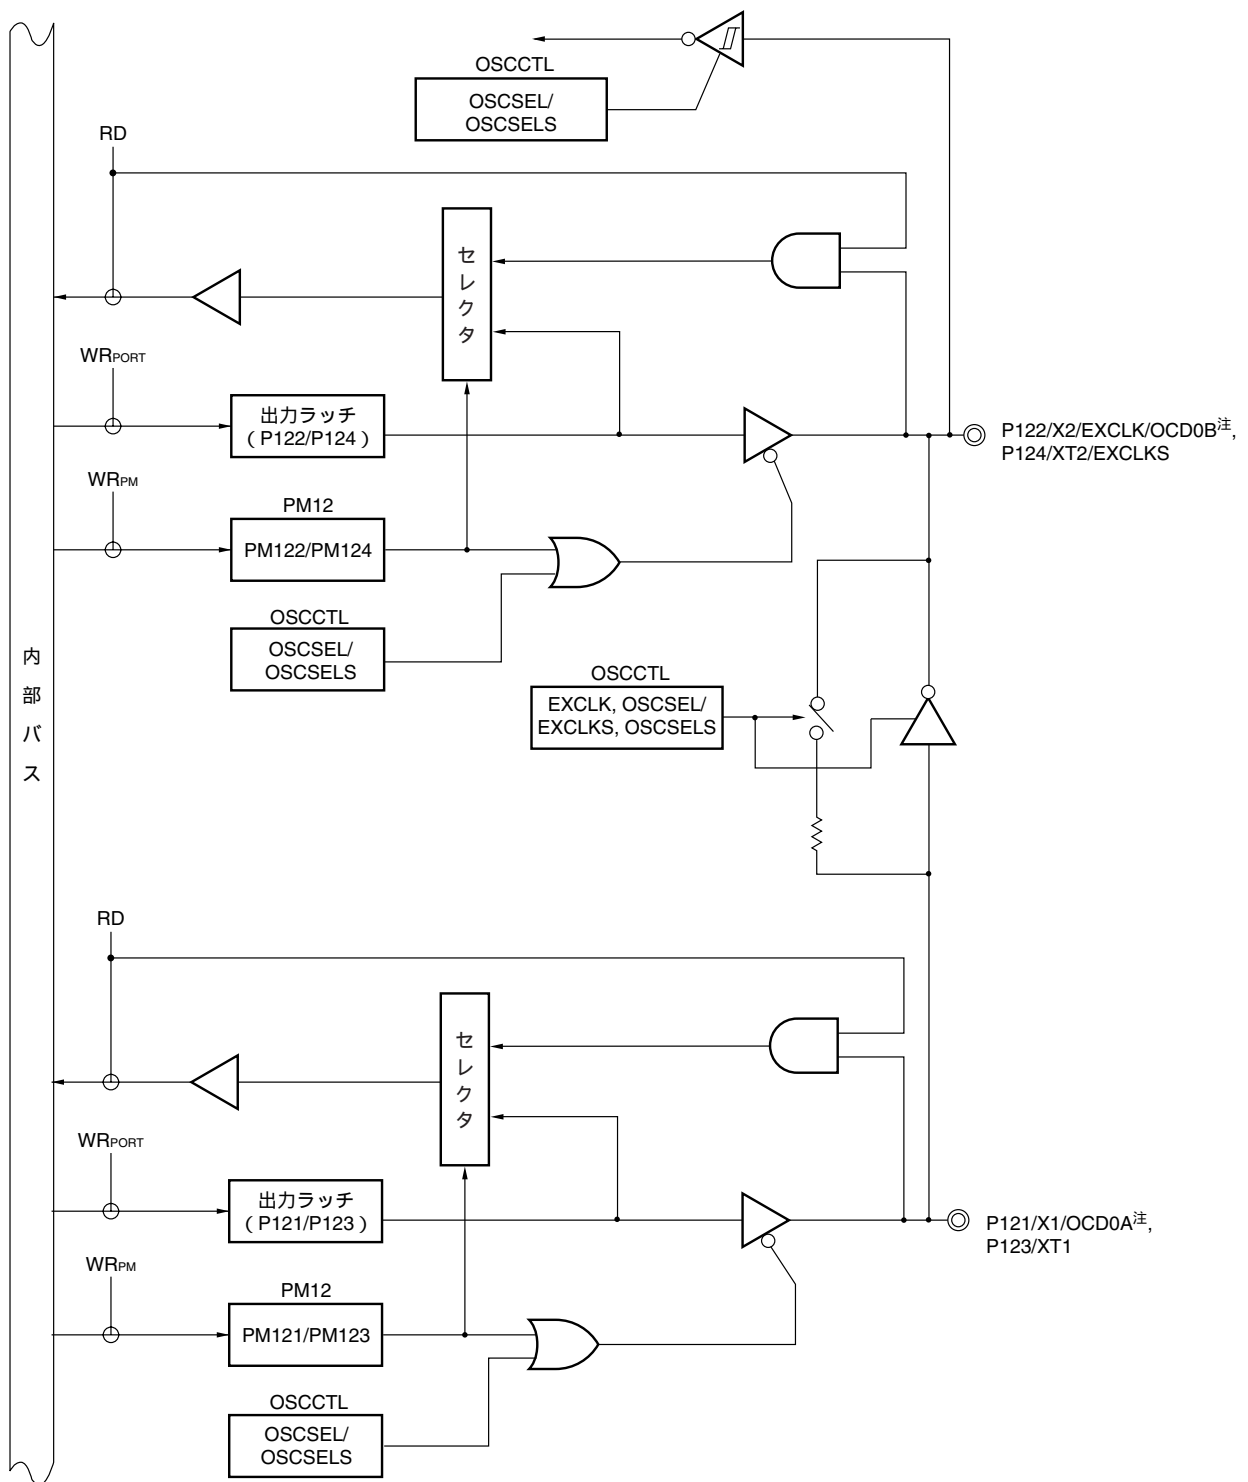 OSCCTL
OSCSEL/
OSCSELS
RD
セレクタ
WRPORT
出力ラッチ
(P122/P124)
P122/X2/EXCLK/OCD0B注,
P124/XT2/EXCLKS
WRPM
PM12
PM122/PM124
OSCCTL
OSCSEL/
OSCSELS
内部バス
OSCCTL
EXCLK, OSCSEL/
EXCLKS, OSCSELS
RD
セレクタ
WRPORT
出力ラッチ
(P121/P123)
P121/X1/OCD0A注,
P123/XT1
WRPM
PM12
PM121/PM123
OSCCTL
OSCSEL/
OSCSELS